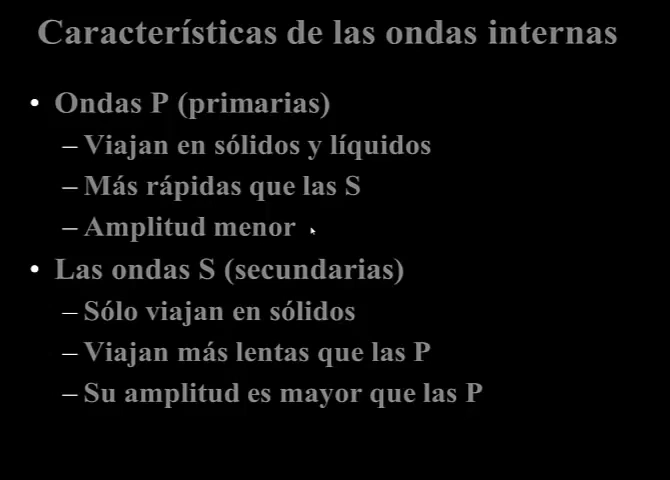 Características de las ondas internas
• Ondas P (primarias)
– Viajan en sólidos y líquidos
– Más rápidas que las S
– Amplitud menor
• Las ondas S (secundarias)
– Sólo viajan en sólidos
– Viajan más lentas que las P
– Su amplitud es mayor que las P